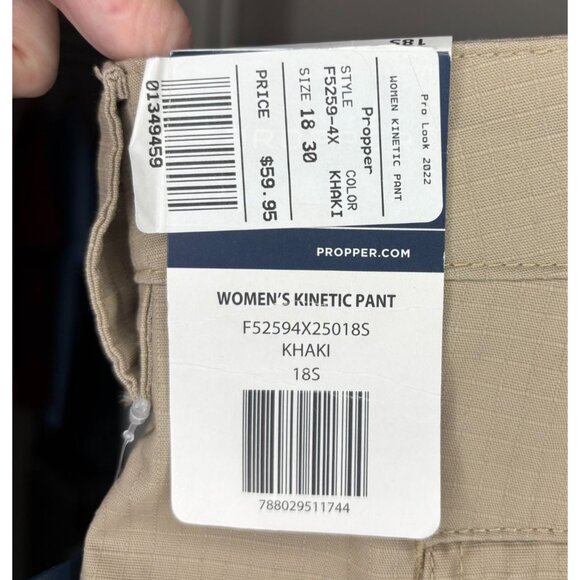 18S
Pro Look 2022
WOMEN KINETIC PANT
Propper
STYLE COLOR
F5259-4X KHAKI
SIZE 18 30
PRICE $59.95
01349459
PROPPER.COM
WOMEN'S KINETIC PANT
F52594X25018S
KHAKI
18S
788029511744